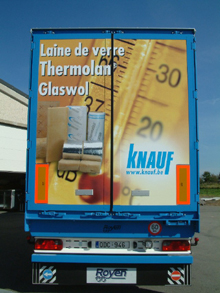 Laine de verre
Thermolan
Glaswol
30
20
KNAUF
www.knauf.be
Royen